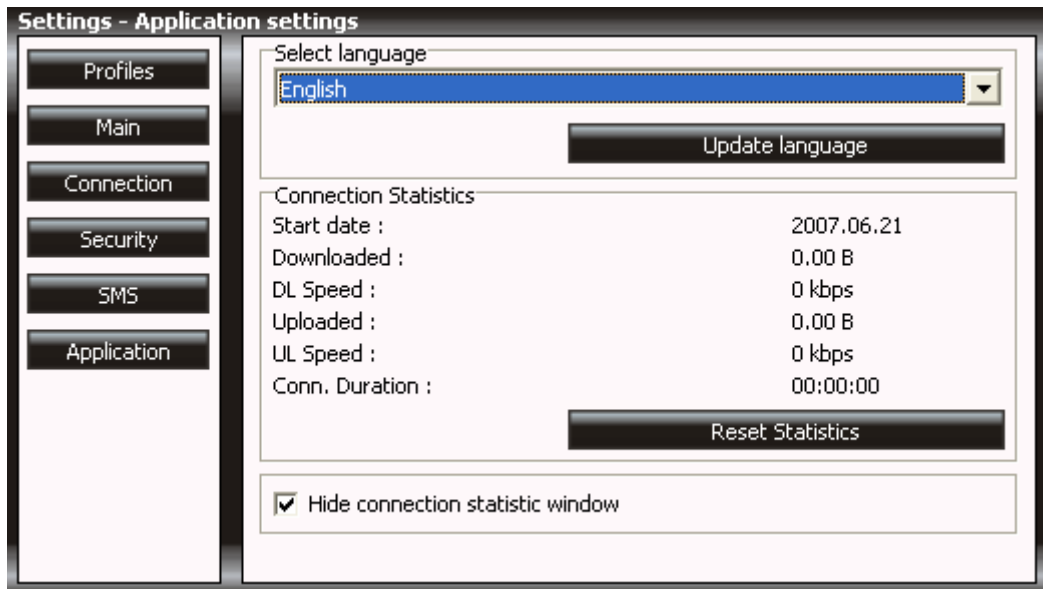 Settings - Application settings
Profiles
Main
Connection
Security
SMS
Application
Select language
English
Update language
Connection Statistics
Start date : 2007.06.21
Downloaded : 0.00 B
DL Speed : 0 kbps
Uploaded : 0.00 B
UL Speed : 0 kbps
Conn. Duration : 00:00:00
Reset Statistics
Hide connection statistic window